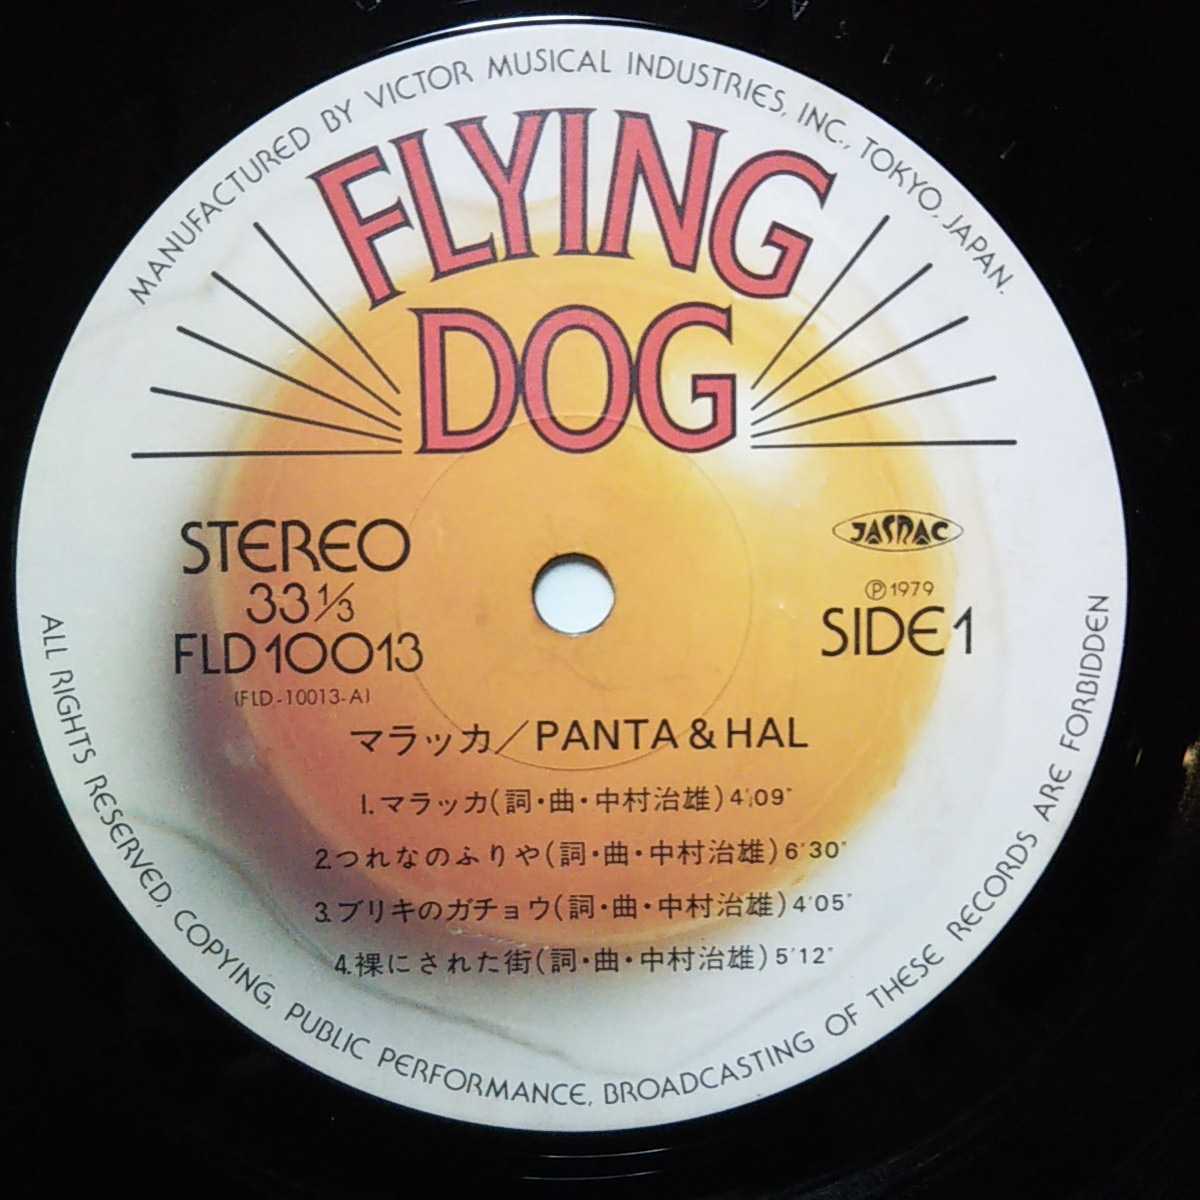 MANUFACTURED BY VICTOR MUSICAL INDUSTRIES, INC., TOKYO, JAPAN.
FLYING
DOG
STEREO
33 1/3
FLD 10013
(FLD-10013-A)
JASRAC
Ⓟ1979
SIDE 1
マラッカ/PANTA & HAL
1.マラッカ(詞・曲・中村治雄)4'09"
2.つれなのふりや(詞・曲・中村治雄)6'30"
3.ブリキのガチョウ(詞・曲・中村治雄)4'05"
4.裸にされた街(詞・曲・中村治雄)5'12"
ALL RIGHTS RESERVED, COPYING, PUBLIC PERFORMANCE, BROADCASTING OF THESE RECORDS ARE FORBIDDEN